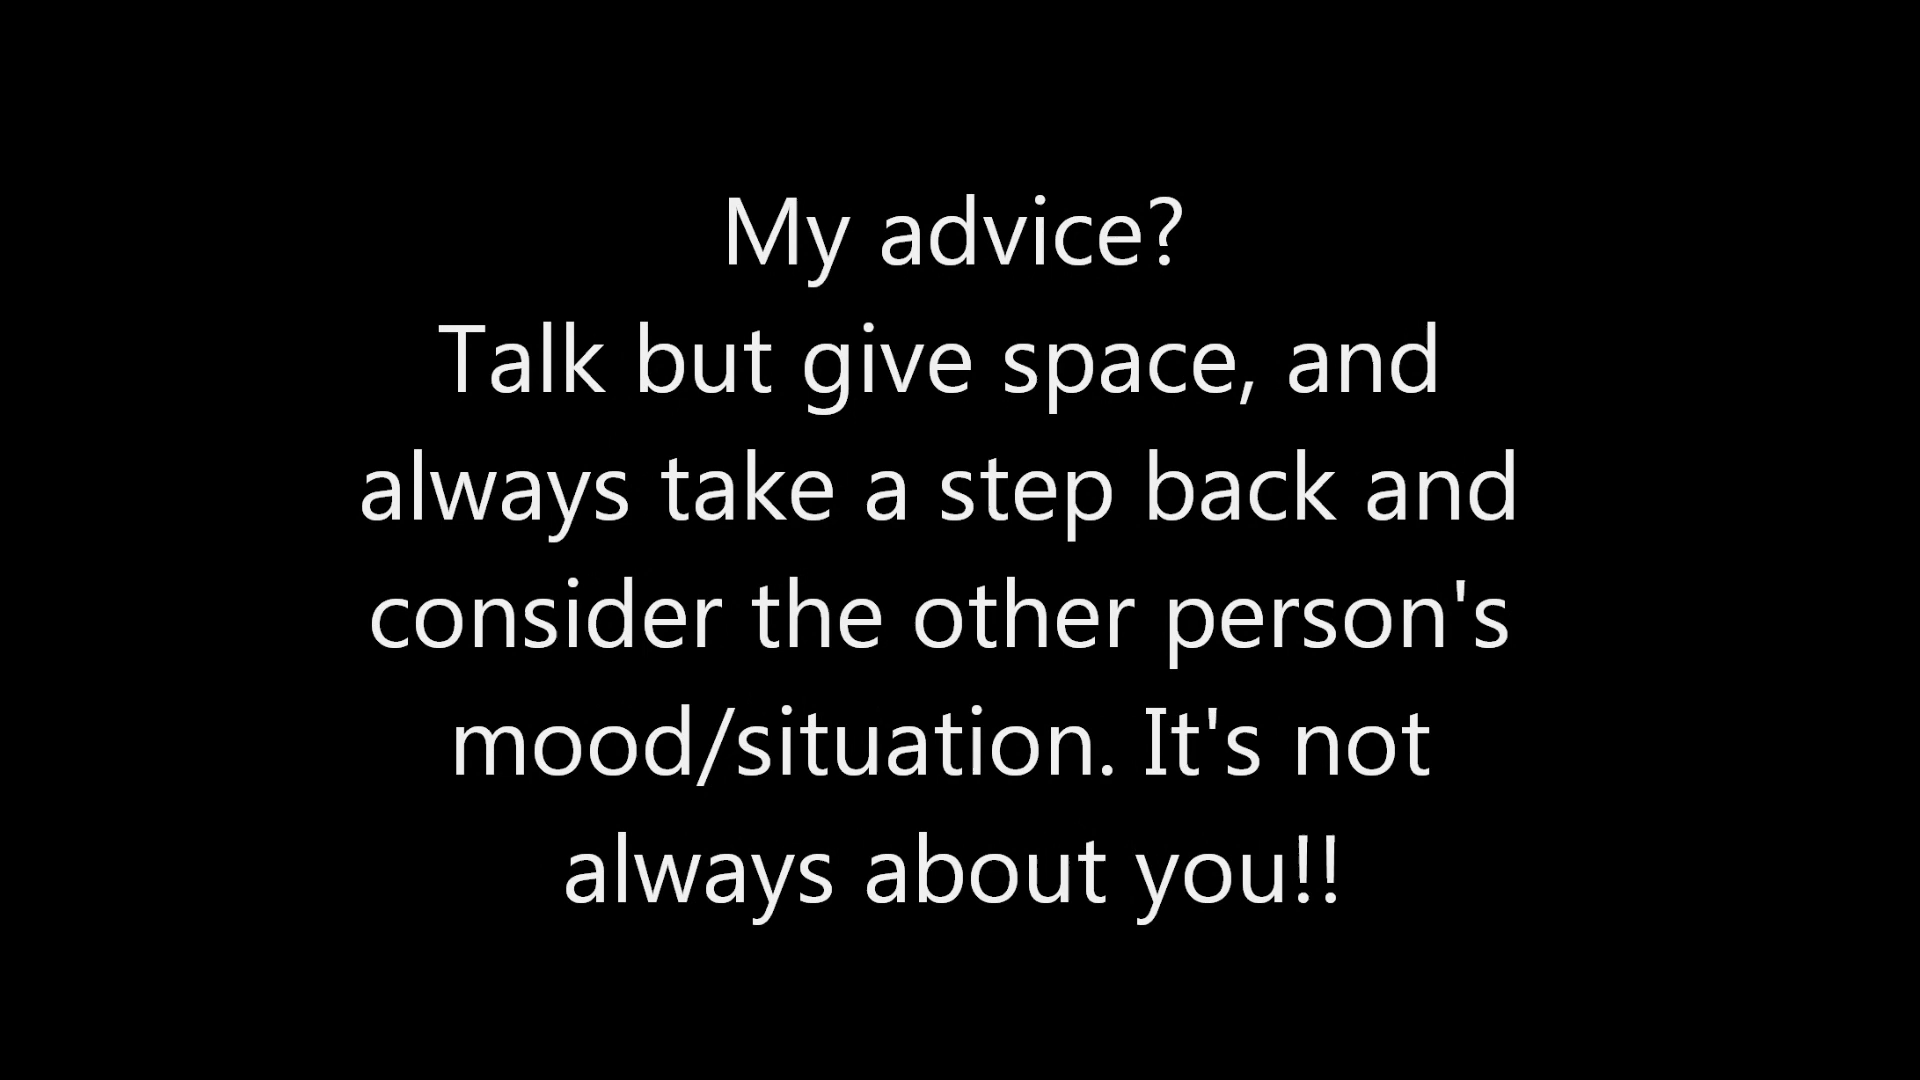 My advice?
Talk but give space, and
always take a step back and
consider the other person's
mood/situation. It's not
always about you!!